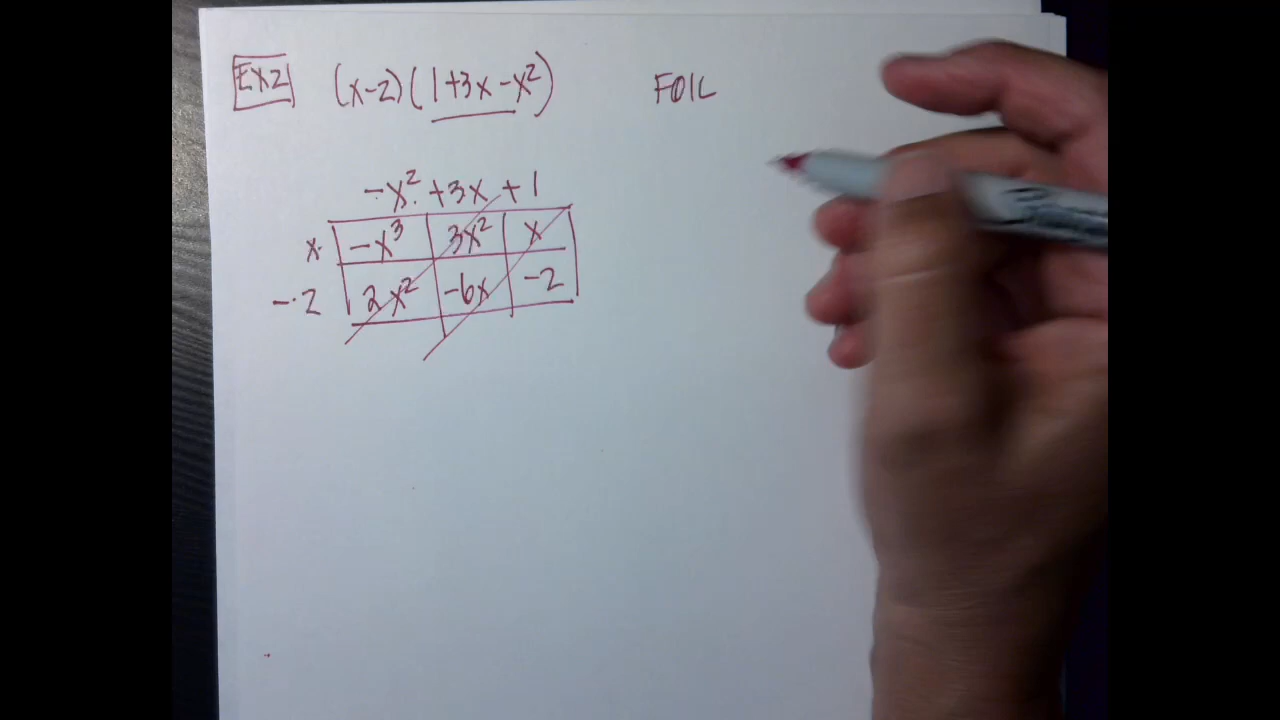 EX2 (x-2)(1+3x-x²) FOIL
-x² +3x +1
x -x³ 3x² x
-2 2x² -6x -2